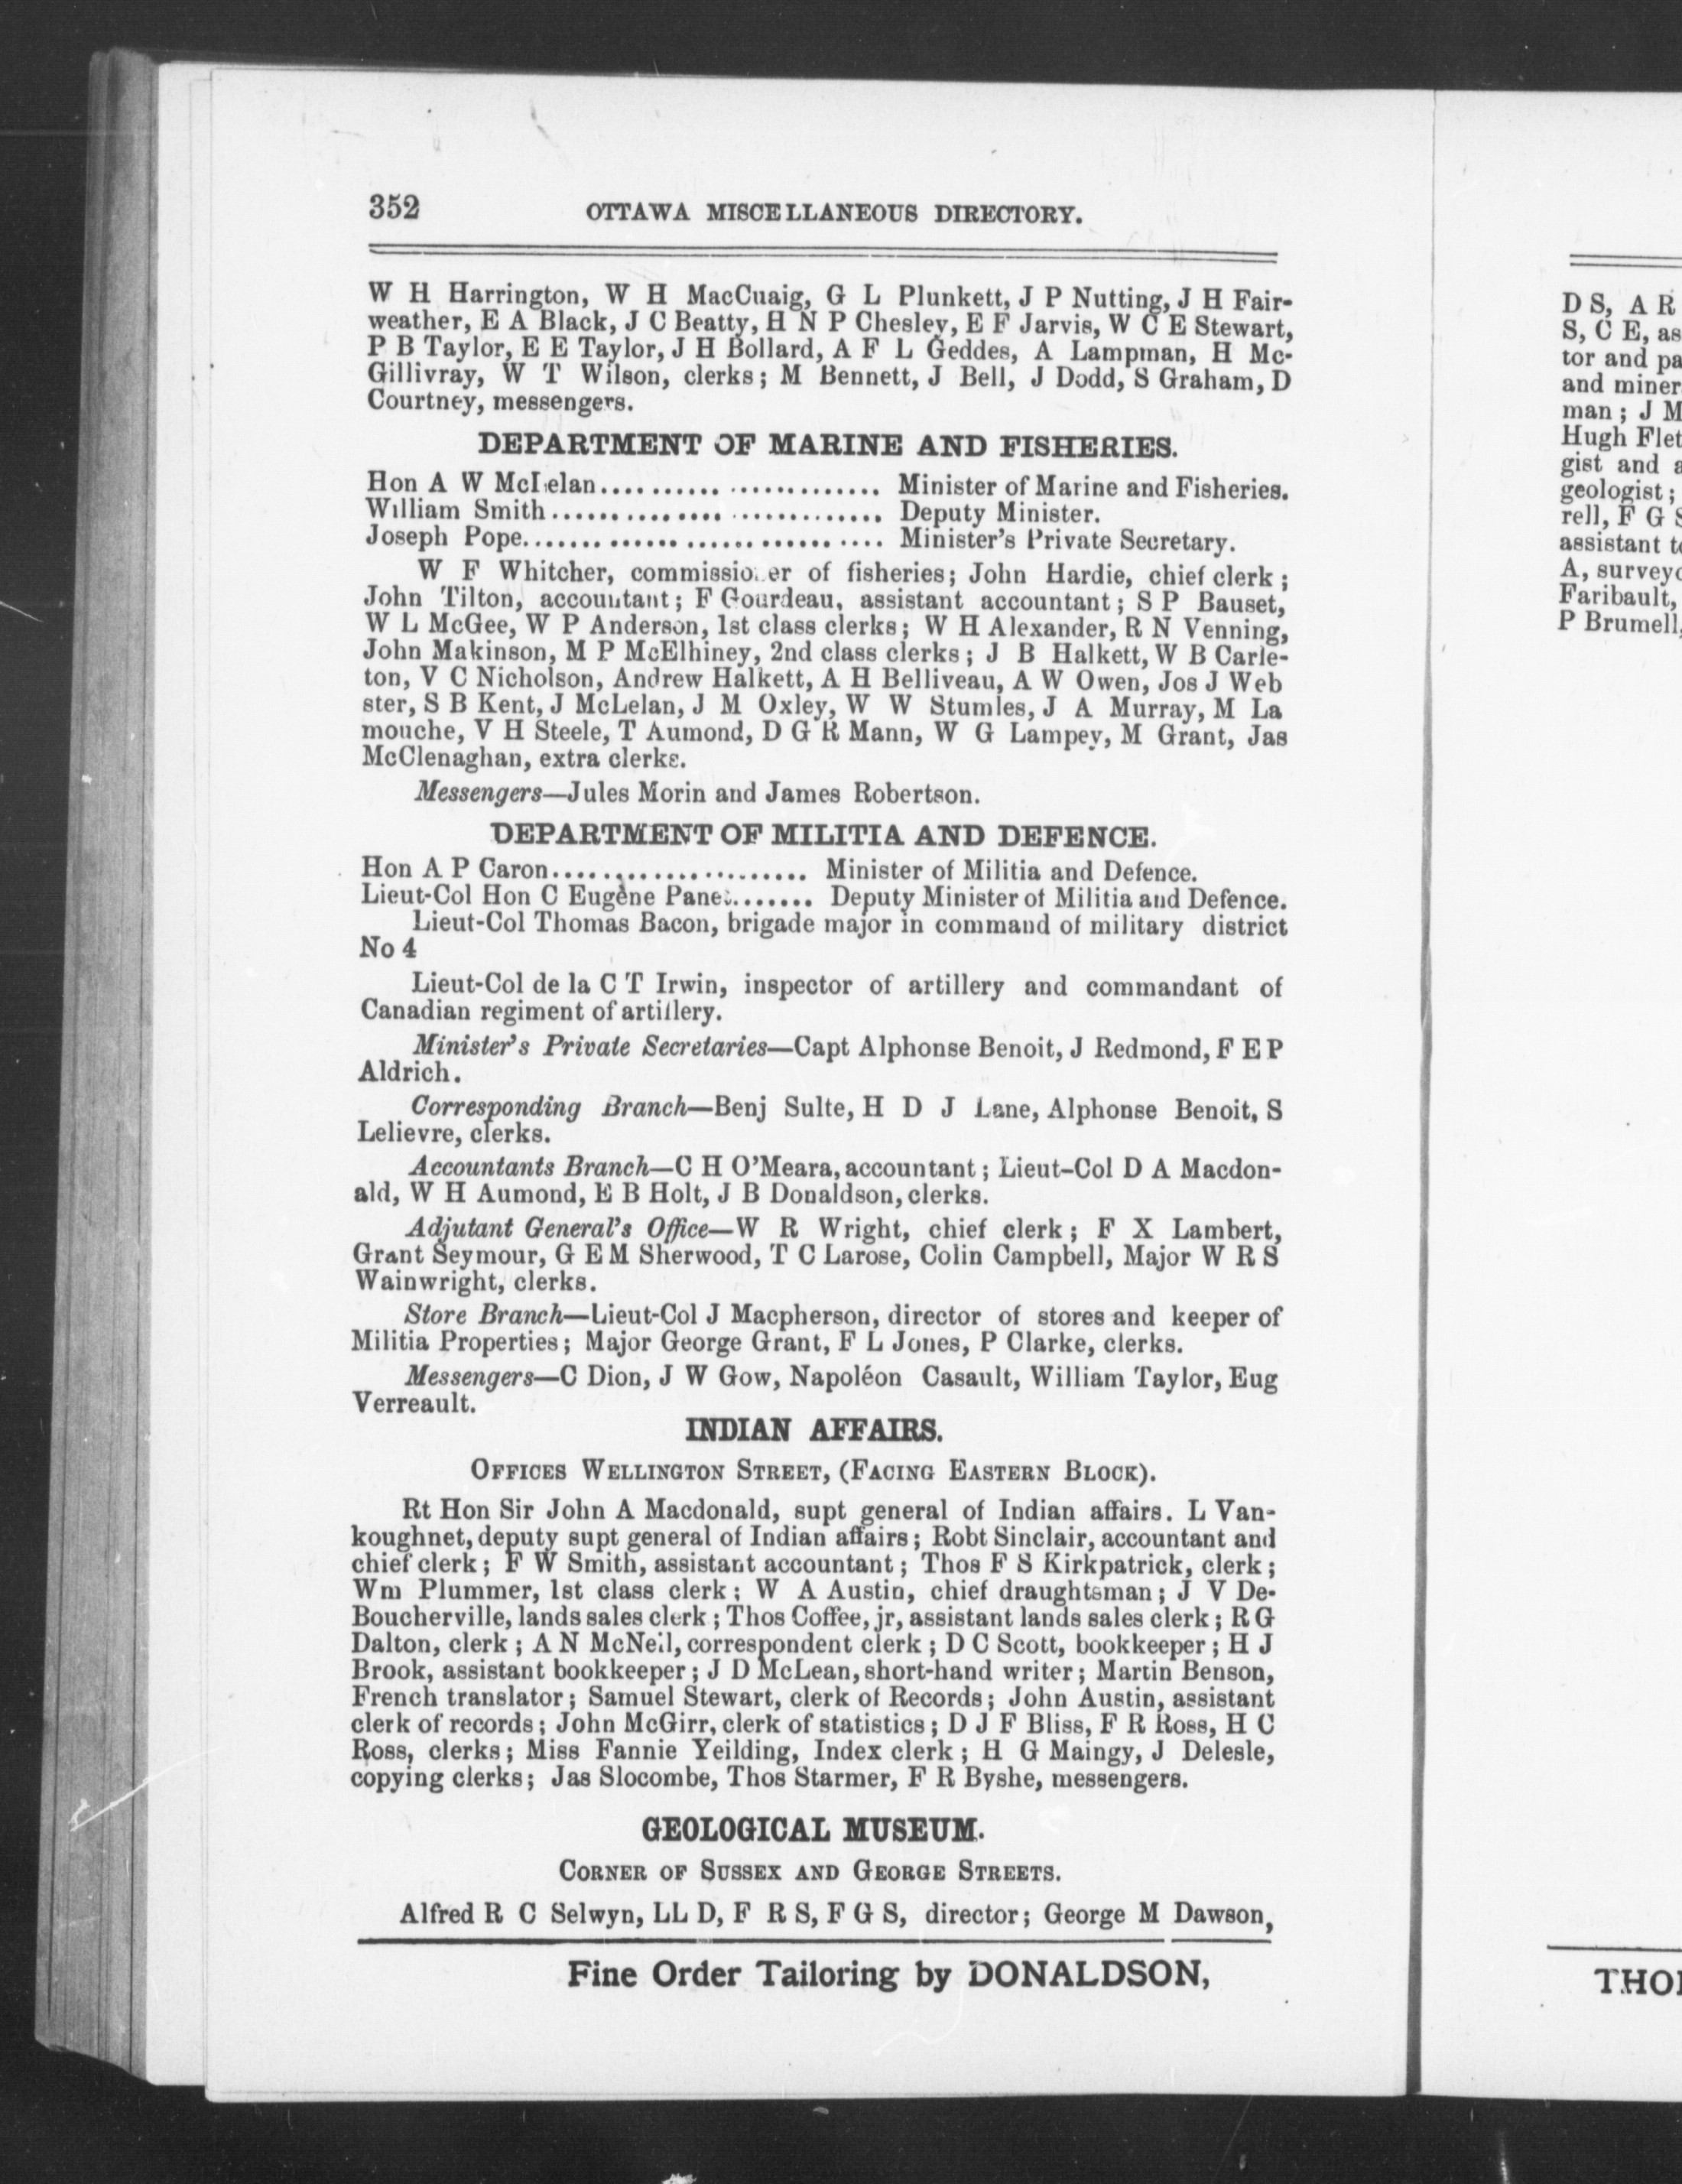 352 OTTAWA MISCELLANEOUS DIRECTORY.
W H Harrington, W H MacCuaig, G L Plunkett, J P Nutting, J H Fair-
weather, E A Black, J C Beatty, H N P Chesley, E F Jarvis, W C E Stewart,
P B Taylor, E E Taylor, J H Bollard, A F L Geddes, A Lampman, H Mc-
Gillivray, W T Wilson, clerks; M Bennett, J Bell, J Dodd, S Graham, D
Courtney, messengers.
DEPARTMENT OF MARINE AND FISHERIES.
Hon A W McLelan.......................... Minister of Marine and Fisheries.
William Smith.............................. Deputy Minister.
Joseph Pope................................ Minister's Private Secretary.
W F Whitcher, commissioner of fisheries; John Hardie, chief clerk;
John Tilton, accountant; F Gourdeau, assistant accountant; S P Bauset,
W L McGee, W P Anderson, 1st class clerks; W H Alexander, R N Venning,
John Makinson, M P McElhiney, 2nd class clerks; J B Halkett, W B Carle-
ton, V C Nicholson, Andrew Halkett, A H Belliveau, A W Owen, Jos J Web
ster, S B Kent, J McLelan, J M Oxley, W W Stumles, J A Murray, M La
mouche, V H Steele, T Aumond, D G R Mann, W G Lampey, M Grant, Jas
McClenaghan, extra clerks.
Messengers—Jules Morin and James Robertson.
DEPARTMENT OF MILITIA AND DEFENCE.
Hon A P Caron....................... Minister of Militia and Defence.
Lieut-Col Hon C Eugène Panet....... Deputy Minister of Militia and Defence.
Lieut-Col Thomas Bacon, brigade major in command of military district
No 4
Lieut-Col de la C T Irwin, inspector of artillery and commandant of
Canadian regiment of artillery.
Minister's Private Secretaries—Capt Alphonse Benoit, J Redmond, F E P
Aldrich.
Corresponding Branch—Benj Sulte, H D J Lane, Alphonse Benoit, S
Lelievre, clerks.
Accountants Branch—C H O'Meara, accountant; Lieut-Col D A Macdon-
ald, W H Aumond, E B Holt, J B Donaldson, clerks.
Adjutant General's Office—W R Wright, chief clerk; F X Lambert,
Grant Seymour, G E M Sherwood, T C Larose, Colin Campbell, Major W R S
Wainwright, clerks.
Store Branch—Lieut-Col J Macpherson, director of stores and keeper of
Militia Properties; Major George Grant, F L Jones, P Clarke, clerks.
Messengers—C Dion, J W Gow, Napoléon Casault, William Taylor, Eug
Verreault.
INDIAN AFFAIRS.
OFFICES WELLINGTON STREET, (FACING EASTERN BLOCK).
Rt Hon Sir John A Macdonald, supt general of Indian affairs. L Van-
koughnet, deputy supt general of Indian affairs; Robt Sinclair, accountant and
chief clerk; F W Smith, assistant accountant; Thos F S Kirkpatrick, clerk;
Wm Plummer, 1st class clerk; W A Austin, chief draughtsman; J V De-
Boucherville, lands sales clerk; Thos Coffee, jr, assistant lands sales clerk; R G
Dalton, clerk; A N McNeil, correspondent clerk; D C Scott, bookkeeper; H J
Brook, assistant bookkeeper; J D McLean, short-hand writer; Martin Benson,
French translator; Samuel Stewart, clerk of Records; John Austin, assistant
clerk of records; John McGirr, clerk of statistics; D J F Bliss, F R Ross, H C
Ross, clerks; Miss Fannie Yeilding, Index clerk; H G Maingy, J Delesle,
copying clerks; Jas Slocombe, Thos Starmer, F R Byshe, messengers.
GEOLOGICAL MUSEUM.
CORNER OF SUSSEX AND GEORGE STREETS.
Alfred R C Selwyn, LL D, F R S, F G S, director; George M Dawson,
Fine Order Tailoring by DONALDSON,
D S, A R
S, C E, as
tor and pa
and miner
man; J M
Hugh Flet
gist and a
geologist;
rell, F G S
assistant to
A, surveyo
Faribault,
P Brumell,